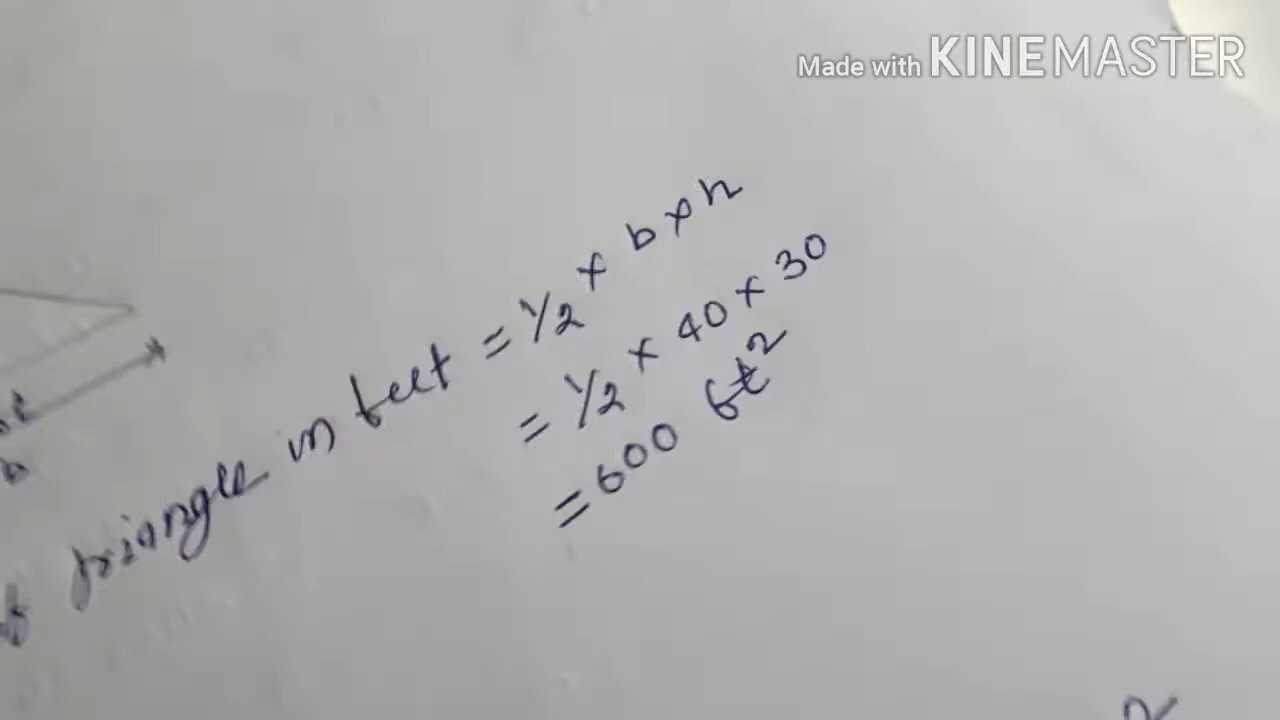 Made with KINEMASTER
triangle in feet = 1/2 × b × h
= 1/2 × 40 × 30
= 600 ft2